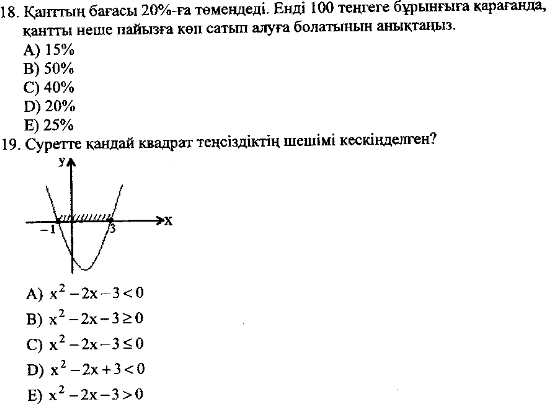 18. Қанттың бағасы 20%-ға төмендеді. Енді 100 теңгеге бұрынғыға қарағанда,
қантты неше пайызға көп сатып алуға болатынын анықтаңыз.
A) 15%
B) 50%
C) 40%
D) 20%
E) 25%
19. Суретте қандай квадрат теңсіздіктің шешімі кескінделген?
У
-1 3 X
A) x² − 2x − 3 < 0
B) x² − 2x − 3 ≥ 0
C) x² − 2x − 3 ≤ 0
D) x² − 2x + 3 < 0
E) x² − 2x − 3 > 0